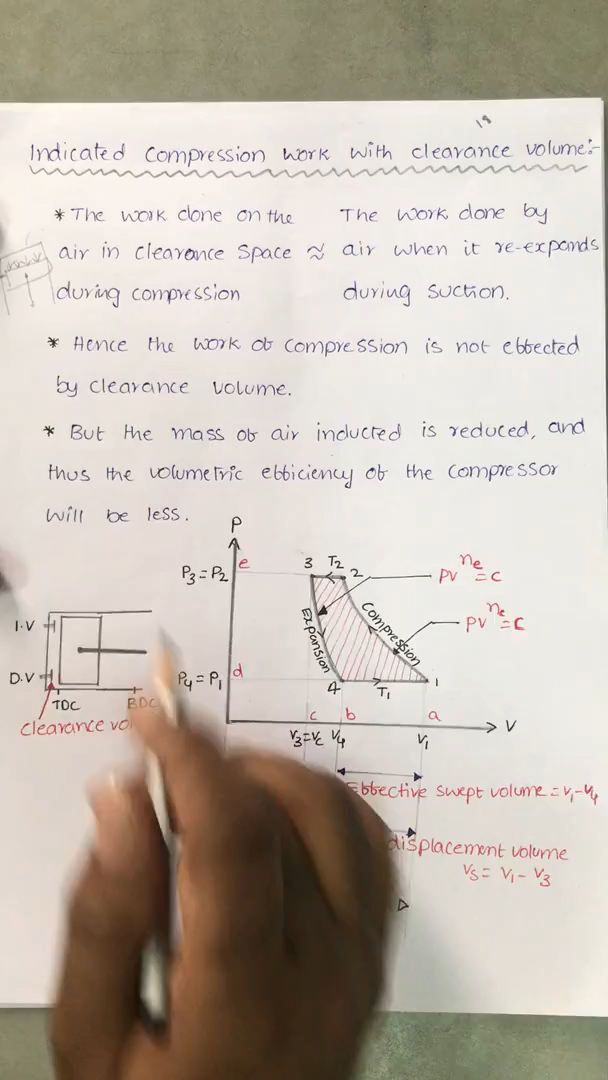 19
Indicated compression work with clearance volume:-
* The work done on the The work done by
air in clearance space ≈ air when it re-expands
during compression during suction.
* Hence the work of compression is not effected
by clearance volume.
* But the mass of air inducted is reduced, and
thus the volumetric efficiency of the compressor
will be less.
P
e 3 T2 2
P3=P2
PV^ne=C
PV^ne=C
Compression
Expansion
I.V
D.V
TDC BDC
clearance vo
P4=P1 d
4 T1 1
c b a V
V3=Vc V4 V1
Effective swept volume = V1-V4
displacement volume
Vs= V1-V3